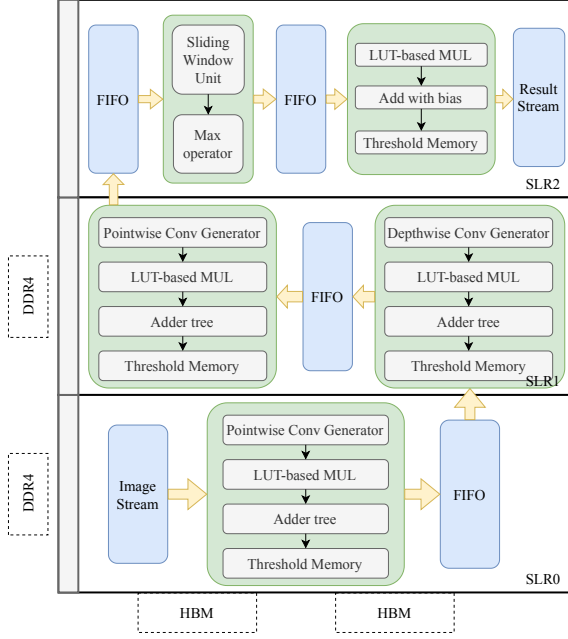 FIFO
Sliding
Window
Unit
Max
operator
FIFO
LUT-based MUL
Add with bias
Threshold Memory
Result
Stream
SLR2
Pointwise Conv Generator
LUT-based MUL
Adder tree
Threshold Memory
FIFO
Depthwise Conv Generator
LUT-based MUL
Adder tree
Threshold Memory
SLR1
DDR4
Image
Stream
Pointwise Conv Generator
LUT-based MUL
Adder tree
Threshold Memory
FIFO
SLR0
DDR4
HBM
HBM